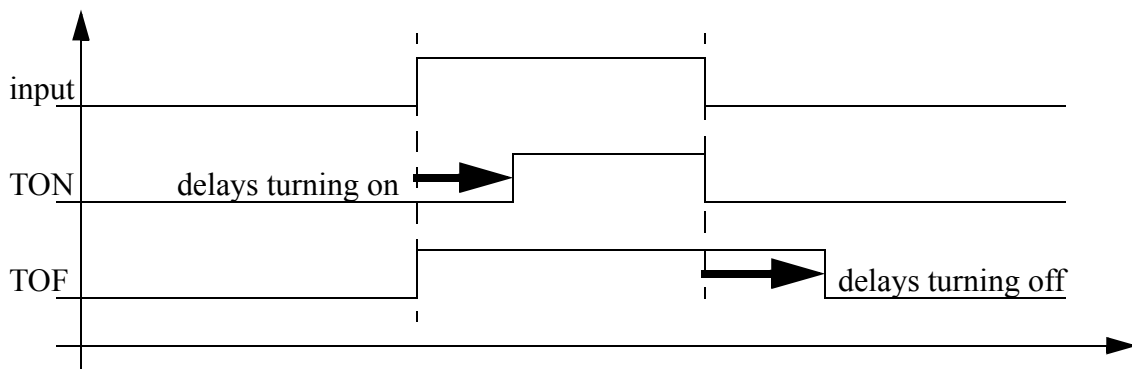 input
TON
delays turning on
TOF
delays turning off